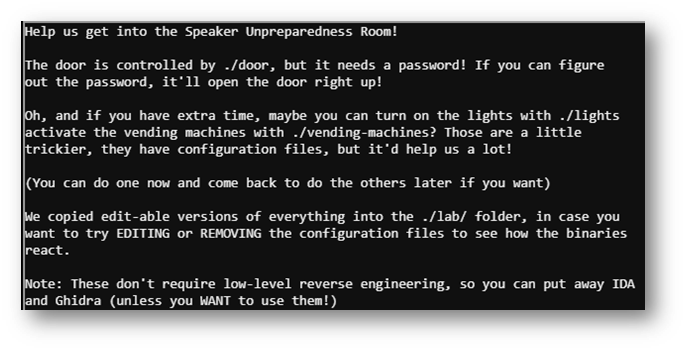 Help us get into the Speaker Unpreparedness Room!
The door is controlled by ./door, but it needs a password! If you can figure
out the password, it'll open the door right up!
Oh, and if you have extra time, maybe you can turn on the lights with ./lights
activate the vending machines with ./vending-machines? Those are a little
trickier, they have configuration files, but it'd help us a lot!
(You can do one now and come back to do the others later if you want)
We copied edit-able versions of everything into the ./lab/ folder, in case you
want to try EDITING or REMOVING the configuration files to see how the binaries
react.
Note: These don't require low-level reverse engineering, so you can put away IDA
and Ghidra (unless you WANT to use them!)